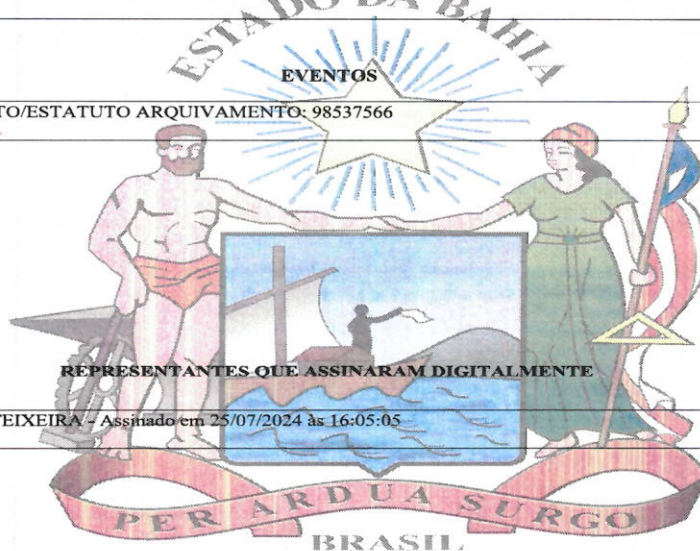 ESTADO DA BAHIA
EVENTOS
TO/ESTATUTO ARQUIVAMENTO: 98537566
REPRESENTANTES QUE ASSINARAM DIGITALMENTE
TEIXEIRA - Assinado em 25/07/2024 às 16:05:05
PER ARDUA SURGO
BRASIL